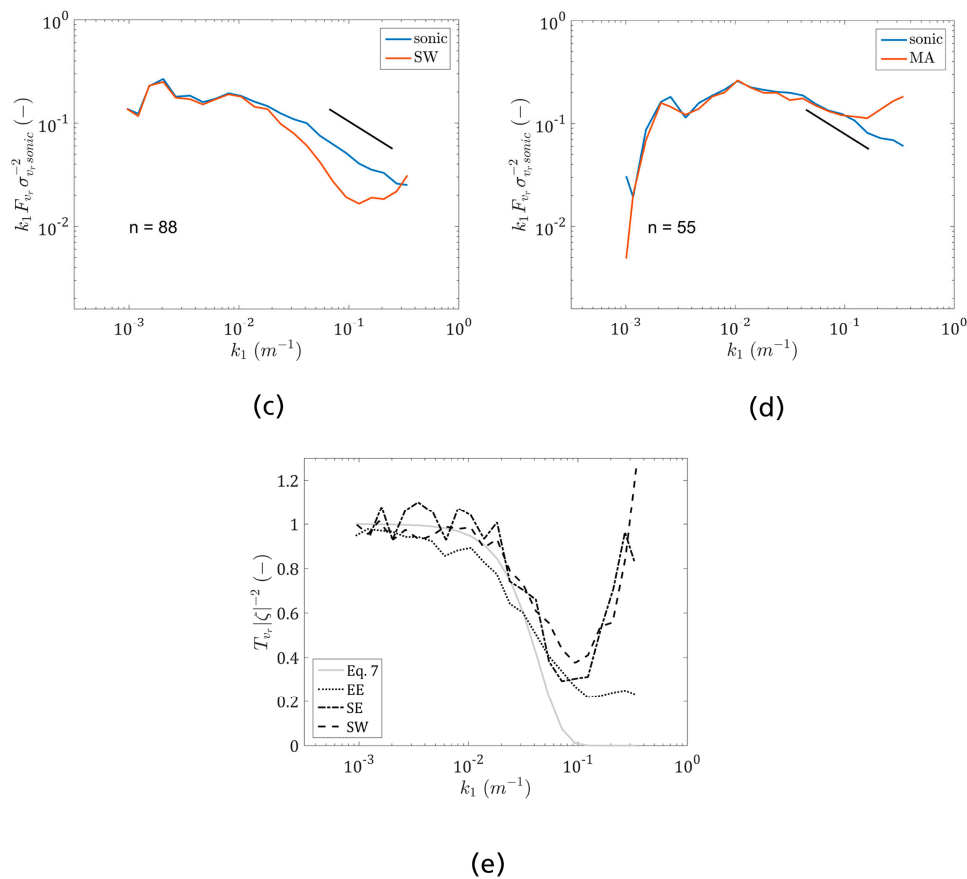 10^0
10^-1
10^-2
k_1 F_{v_r} σ^{-2}_{v_r sonic} (−)
sonic
SW
n = 88
10^-3 10^-2 10^-1 10^0
k_1 (m^{-1})
(c)
10^0
10^-1
10^-2
k_1 F_{v_r} σ^{-2}_{v_r sonic} (−)
sonic
MA
n = 55
10^-3 10^-2 10^-1 10^0
k_1 (m^{-1})
(d)
1.2
1
0.8
0.6
0.4
0.2
0
T_{v_r} |ζ|^{-2} (−)
Eq. 7
EE
SE
SW
10^-3 10^-2 10^-1 10^0
k_1 (m^{-1})
(e)